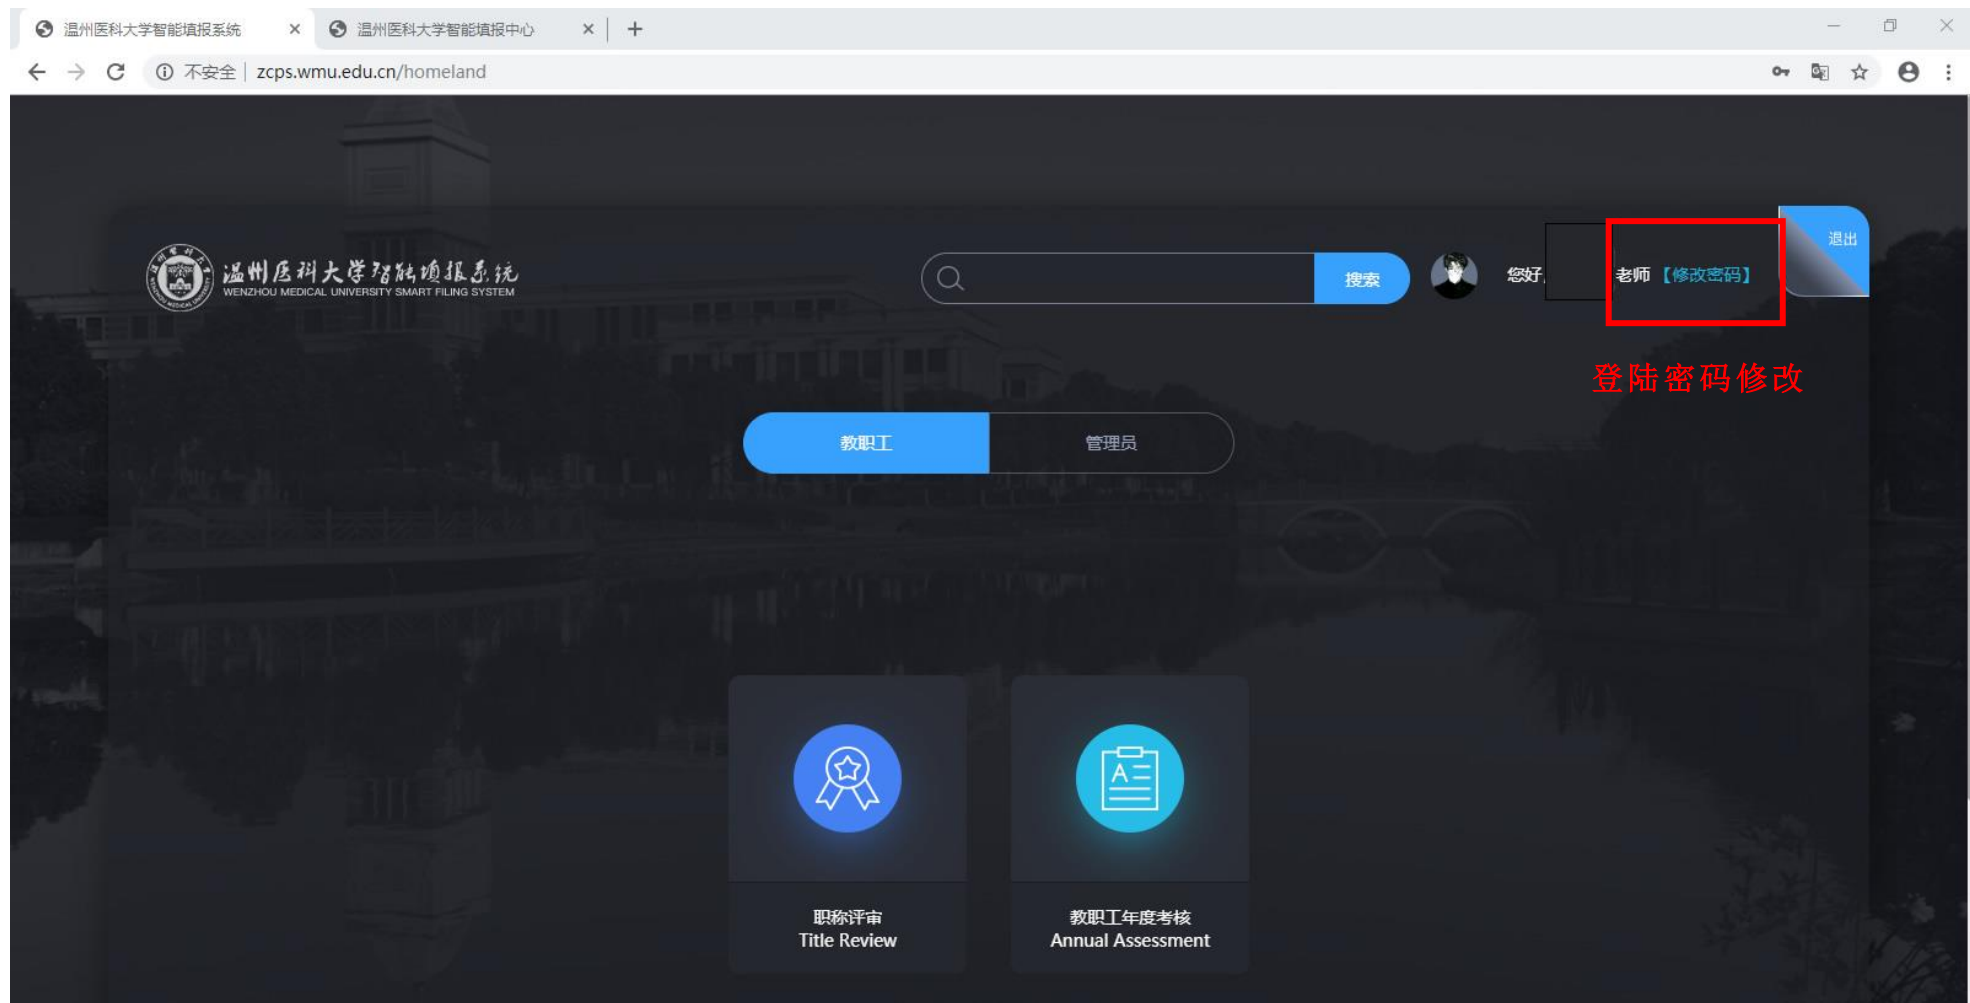 温州医科大学智能填报系统
温州医科大学智能填报中心
不安全 | zcps.wmu.edu.cn/homeland
温州医科大学智能填报系统
WENZHOU MEDICAL UNIVERSITY SMART FILING SYSTEM
搜索
您好,
老师【修改密码】
退出
登陆密码修改
教职工
管理员
职称评审
Title Review
教职工年度考核
Annual Assessment